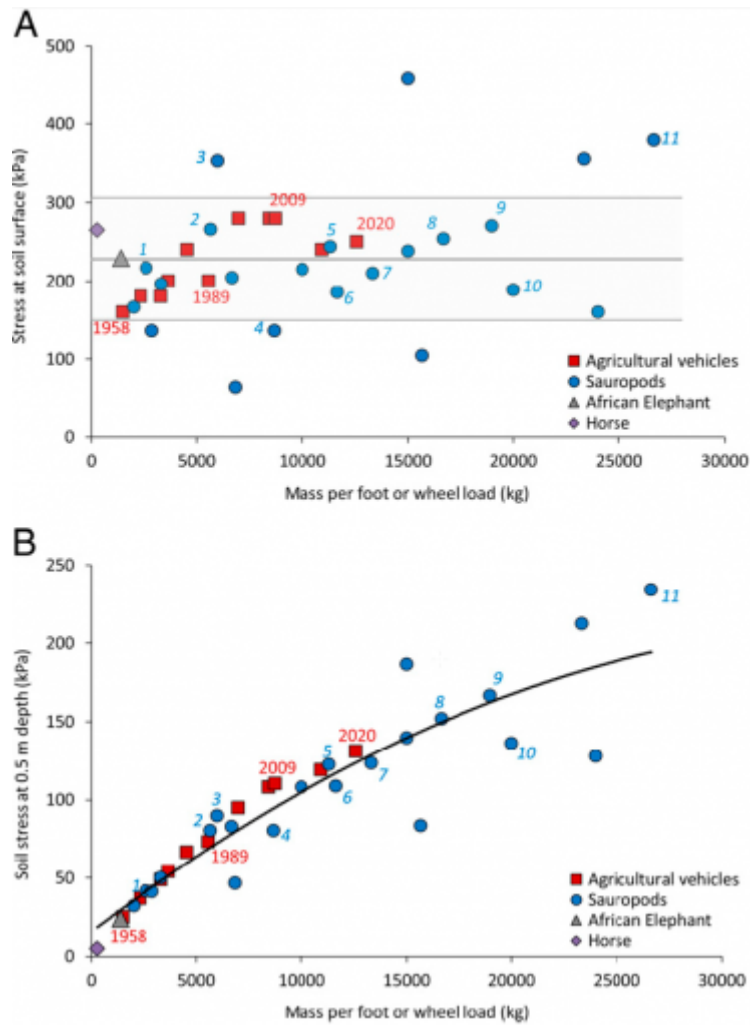 A
500
400
300
200
100
0
Stress at soil surface (kPa)
0 5000 10000 15000 20000 25000 30000
Mass per foot or wheel load (kg)
1
2
3
4
5
6
7
8
9
10
11
1958
1989
2009
2020
Agricultural vehicles
Sauropods
African Elephant
Horse
B
250
200
150
100
50
0
Soil stress at 0.5 m depth (kPa)
0 5000 10000 15000 20000 25000 30000
Mass per foot or wheel load (kg)
1
2
3
4
5
6
7
8
9
10
11
1958
1989
2009
2020
Agricultural vehicles
Sauropods
African Elephant
Horse